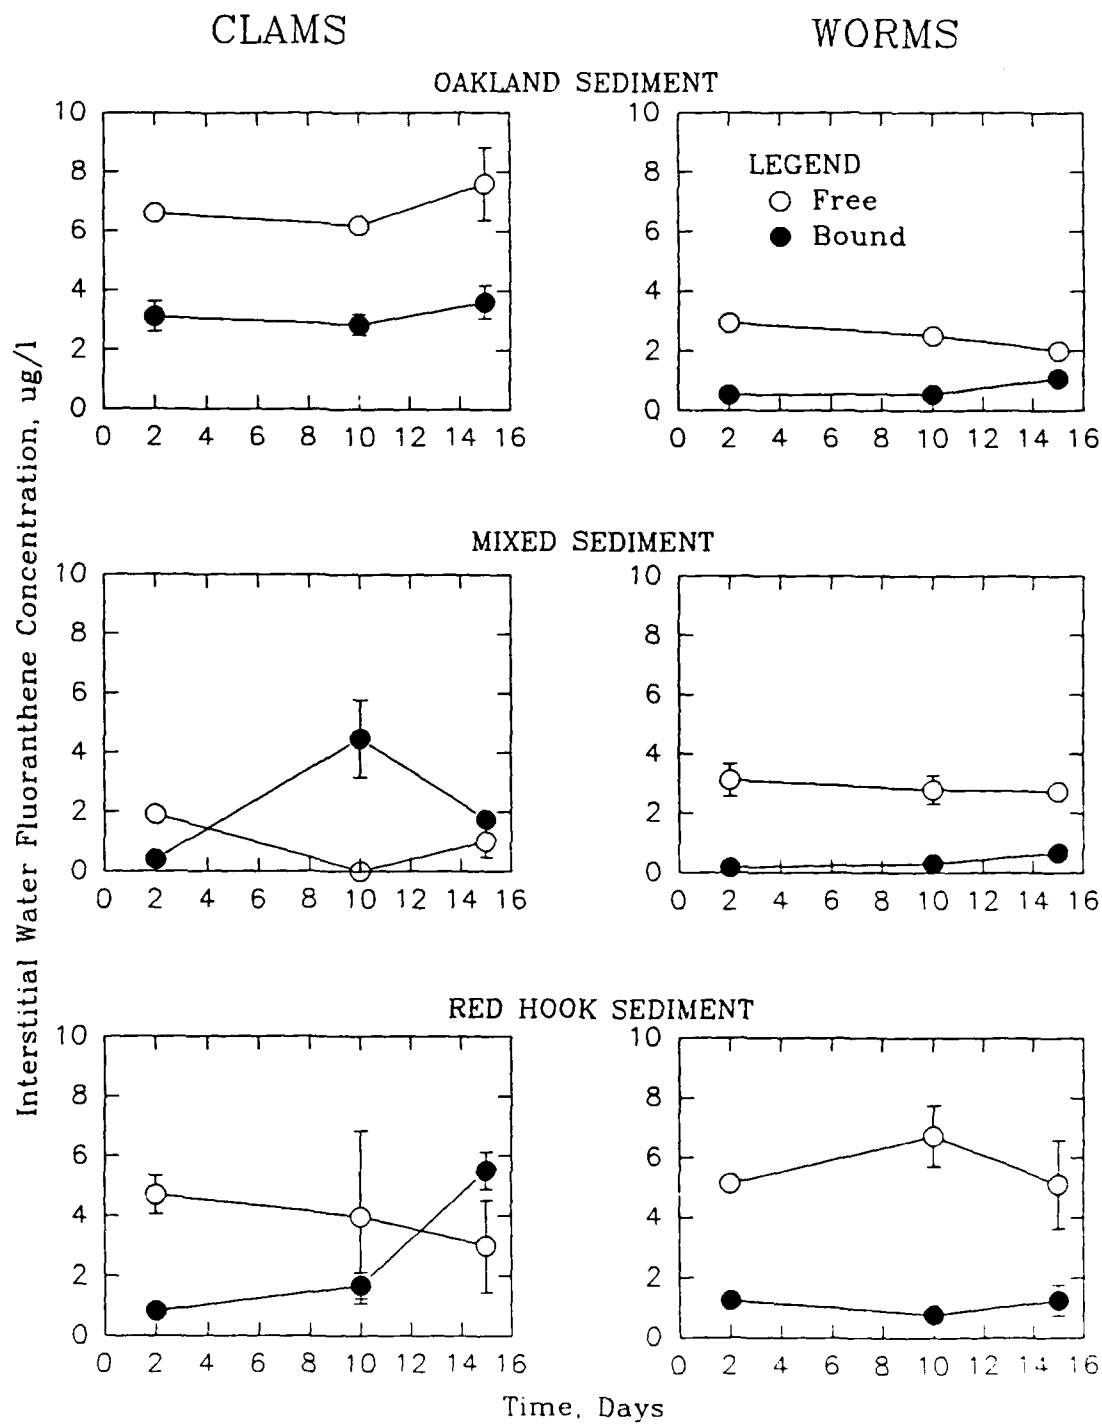 CLAMS WORMS
OAKLAND SEDIMENT
10 10
8 8
6 6
4 4
2 2
0 0
LEGEND
Free
Bound
0 2 4 6 8 10 12 14 16 0 2 4 6 8 10 12 14 16
Interstitial Water Fluoranthene Concentration, ug/l
MIXED SEDIMENT
10 10
8 8
6 6
4 4
2 2
0 0
0 2 4 6 8 10 12 14 16 0 2 4 6 8 10 12 14 16
RED HOOK SEDIMENT
10 10
8 8
6 6
4 4
2 2
0 0
0 2 4 6 8 10 12 14 16 0 2 4 6 8 10 12 14 16
Time, Days